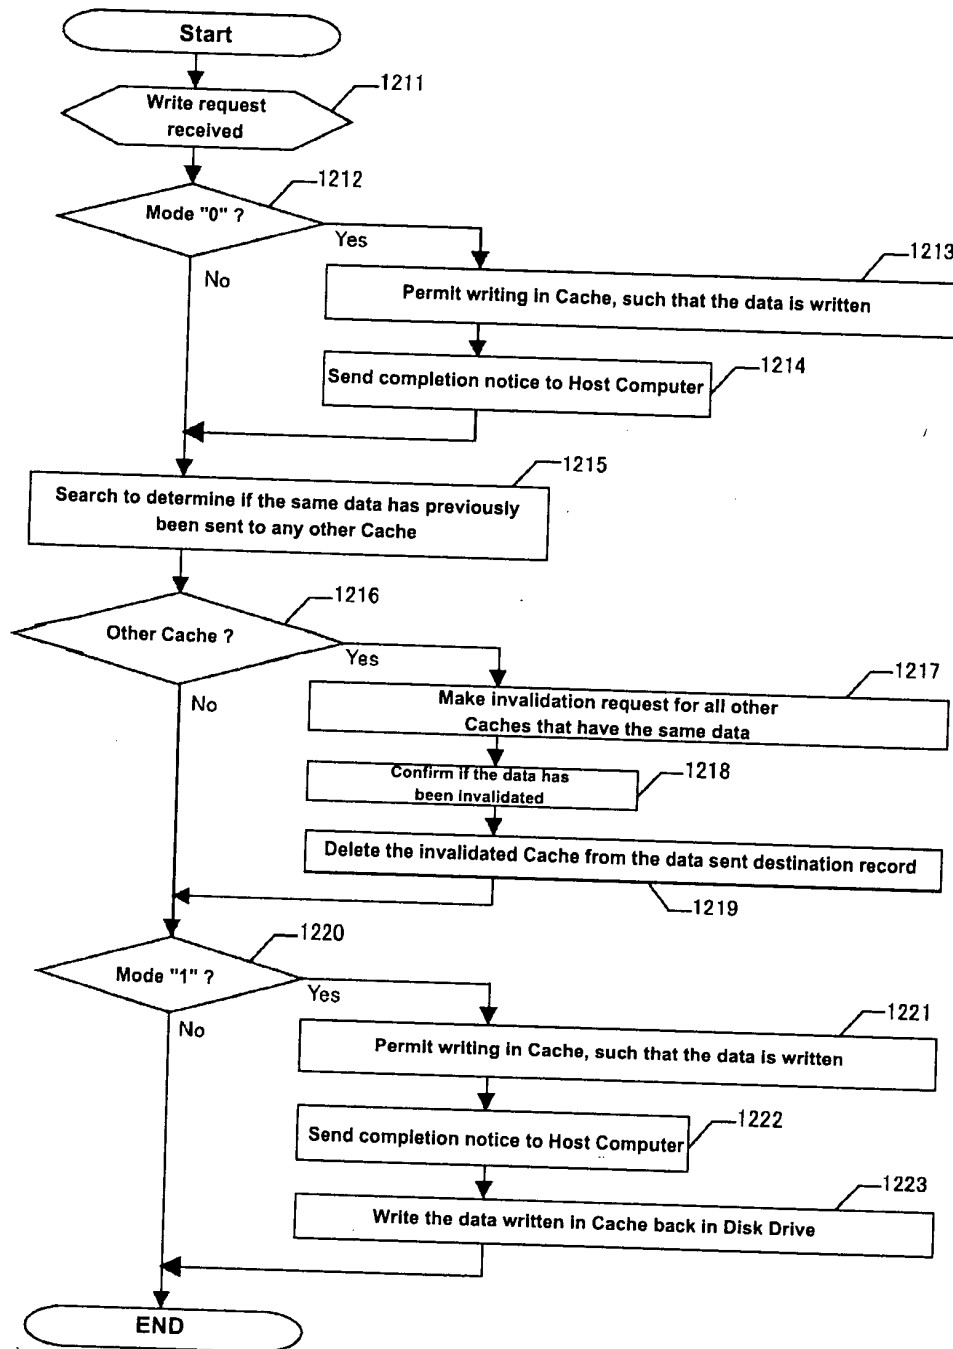 Start
1211
Write request
received
1212
Mode "0" ?
Yes
No
1213
Permit writing in Cache, such that the data is written
1214
Send completion notice to Host Computer
1215
Search to determine if the same data has previously
been sent to any other Cache
1216
Other Cache ?
Yes
No
1217
Make invalidation request for all other
Caches that have the same data
1218
Confirm if the data has
been invalidated
Delete the invalidated Cache from the data sent destination record
1219
1220
Mode "1" ?
Yes
No
1221
Permit writing in Cache, such that the data is written
1222
Send completion notice to Host Computer
1223
Write the data written in Cache back in Disk Drive
END